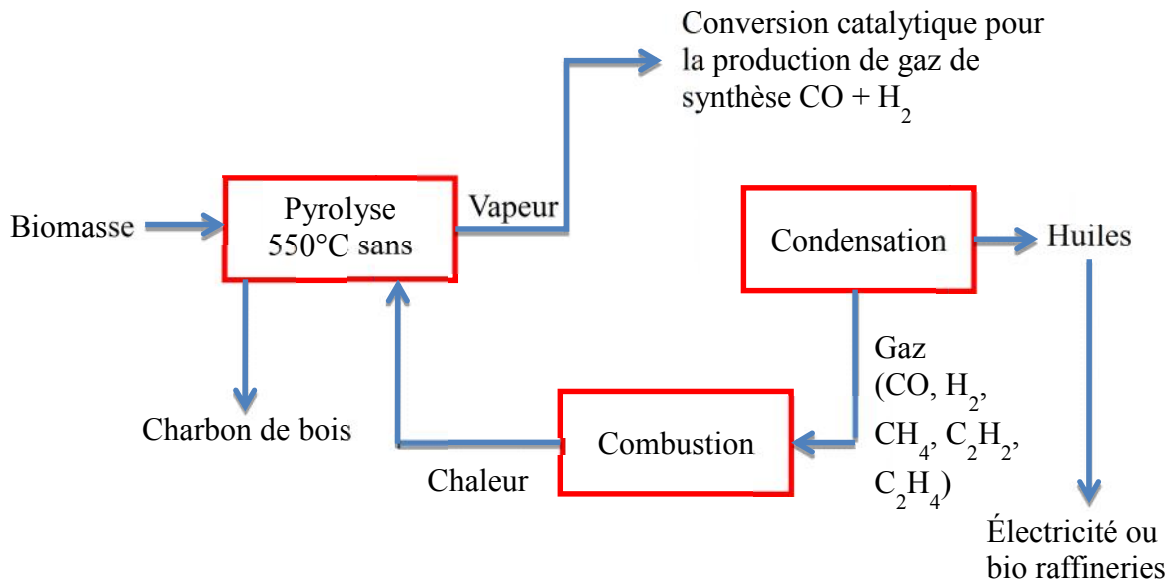 Conversion catalytique pour
la production de gaz de
synthèse CO + H2
Biomasse
Pyrolyse
550°C sans
Vapeur
Condensation
Huiles
Gaz
(CO, H2,
CH4, C2H2,
C2H4)
Charbon de bois
Combustion
Chaleur
Électricité ou
bio raffineries